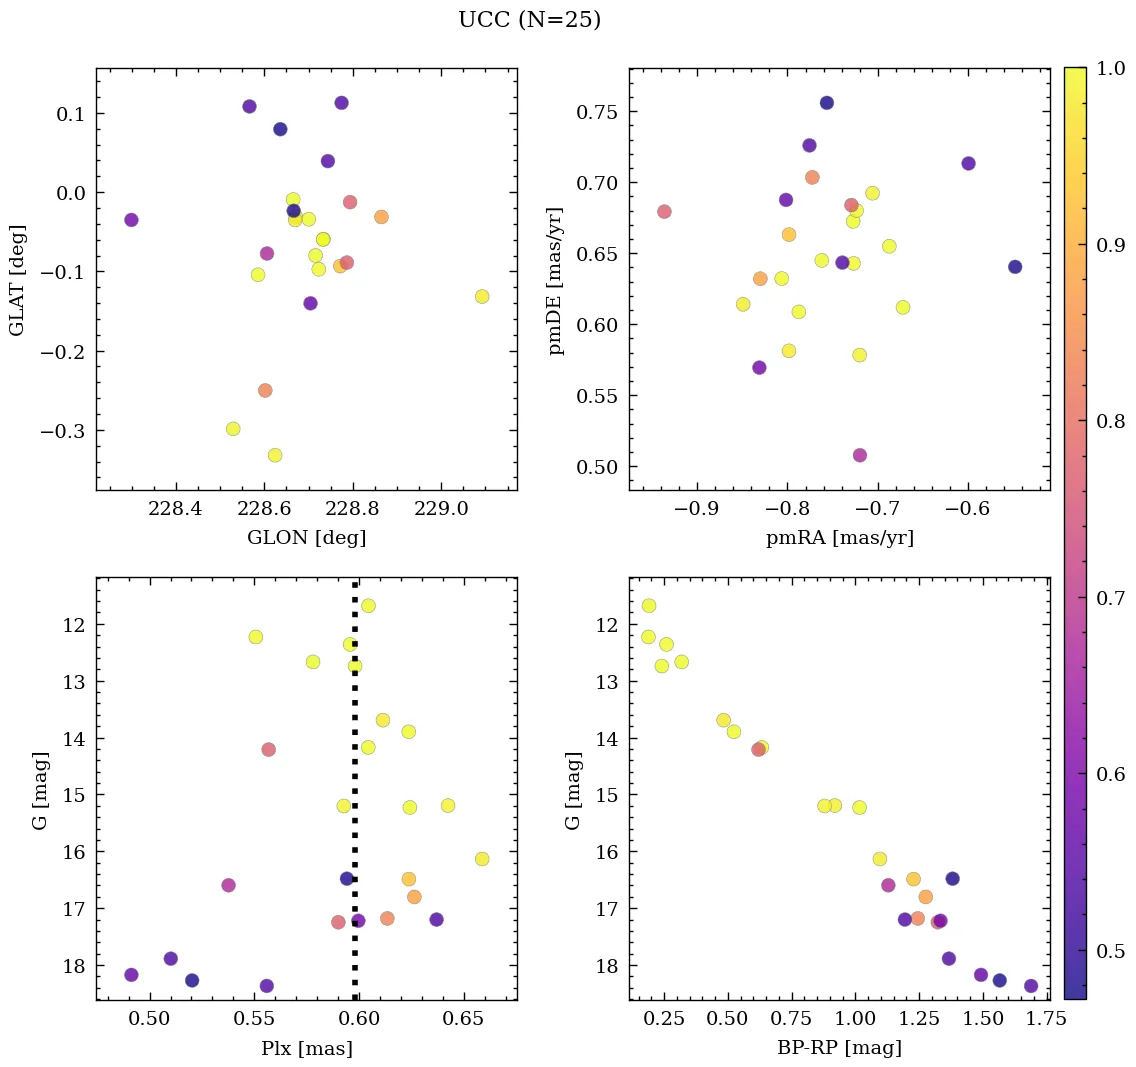 UCC (N=25)
0.1
0.0
−0.1
−0.2
−0.3
GLAT [deg]
228.4 228.6 228.8 229.0
GLON [deg]
0.75
0.70
0.65
0.60
0.55
0.50
pmDE [mas/yr]
−0.9 −0.8 −0.7 −0.6
pmRA [mas/yr]
1.0
0.9
0.8
0.7
0.6
0.5
12
13
14
15
16
17
18
G [mag]
0.50 0.55 0.60 0.65
Plx [mas]
12
13
14
15
16
17
18
G [mag]
0.25 0.50 0.75 1.00 1.25 1.50 1.75
BP-RP [mag]